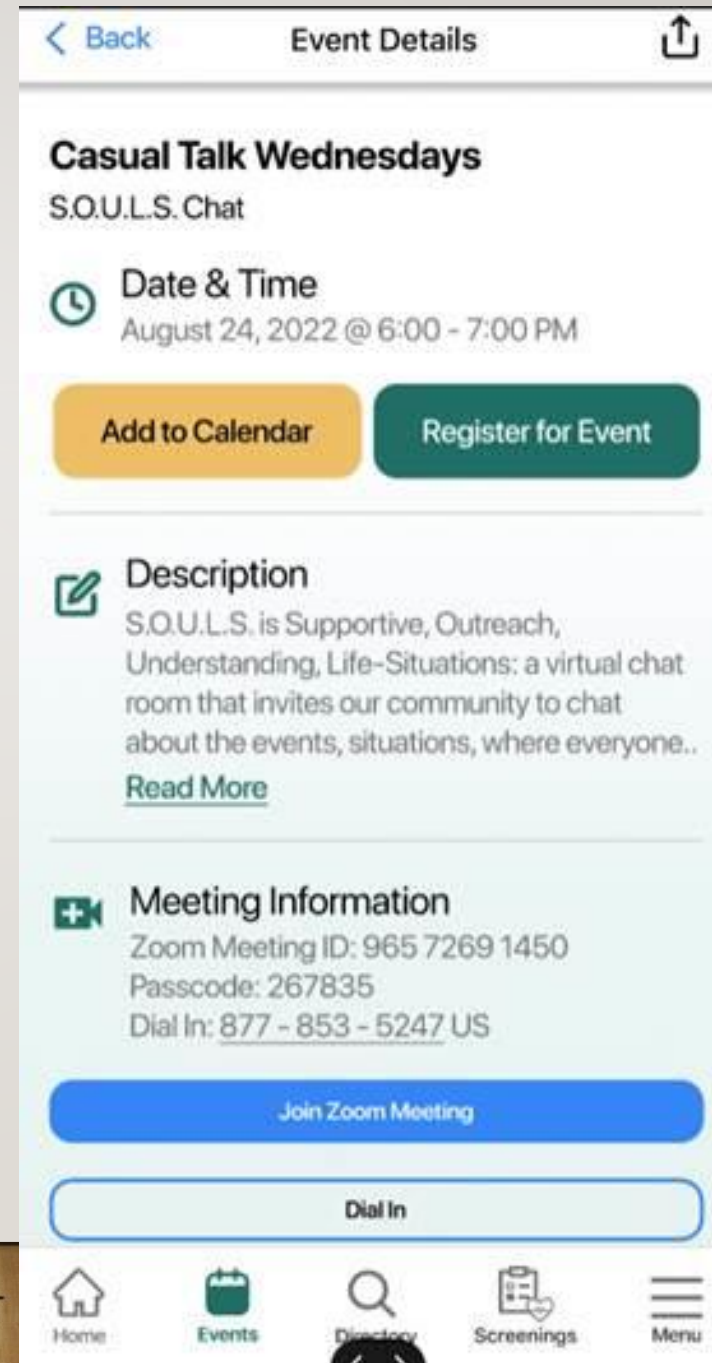 Back
Event Details
Casual Talk Wednesdays
S.O.U.L.S. Chat
Date & Time
August 24, 2022 @ 6:00 - 7:00 PM
Add to Calendar
Register for Event
Description
S.O.U.L.S. is Supportive, Outreach,
Understanding, Life-Situations: a virtual chat
room that invites our community to chat
about the events, situations, where everyone..
Read More
Meeting Information
Zoom Meeting ID: 965 7269 1450
Passcode: 267835
Dial In: 877 - 853 - 5247 US
Join Zoom Meeting
Dial In
Home
Events
Directory
Screenings
Menu